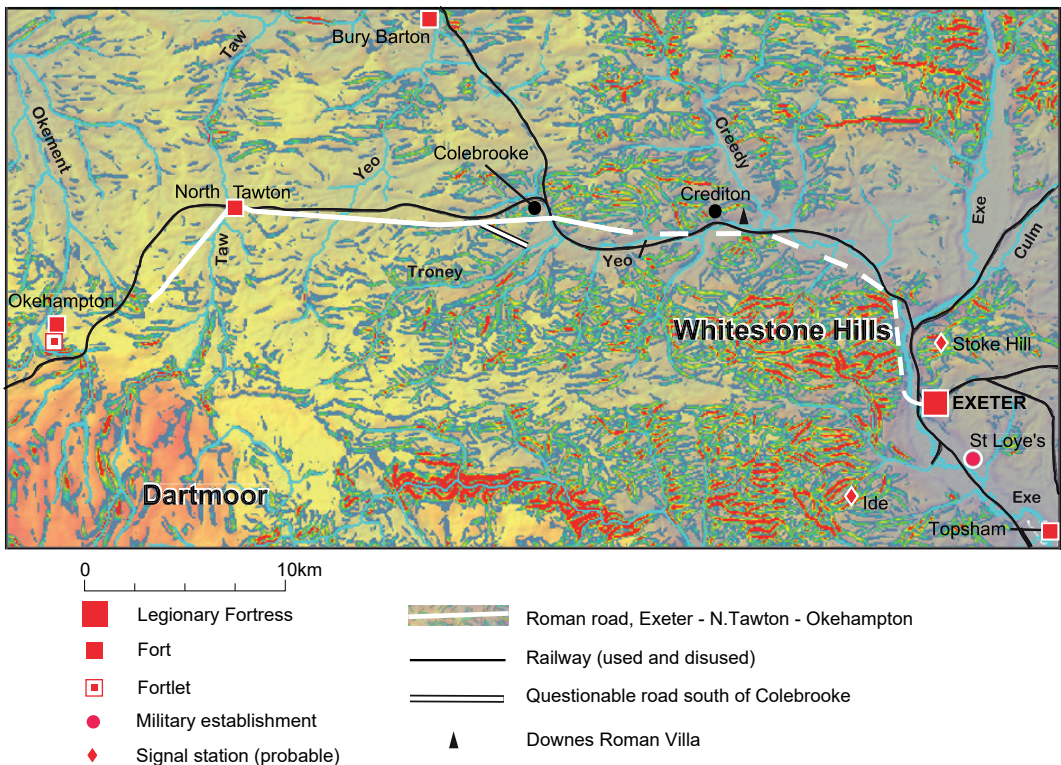 Bury Barton
Taw
Okement
Yeo
Colebrooke
Creedy
Crediton
Exe
Culm
North Tawton
Taw
Troney
Yeo
Okehampton
Whitestone Hills
Stoke Hill
EXETER
St Loye's
Dartmoor
Ide
Exe
Topsham
0 10km
Legionary Fortress
Fort
Fortlet
Military establishment
Signal station (probable)
Roman road, Exeter - N.Tawton - Okehampton
Railway (used and disused)
Questionable road south of Colebrooke
Downes Roman Villa